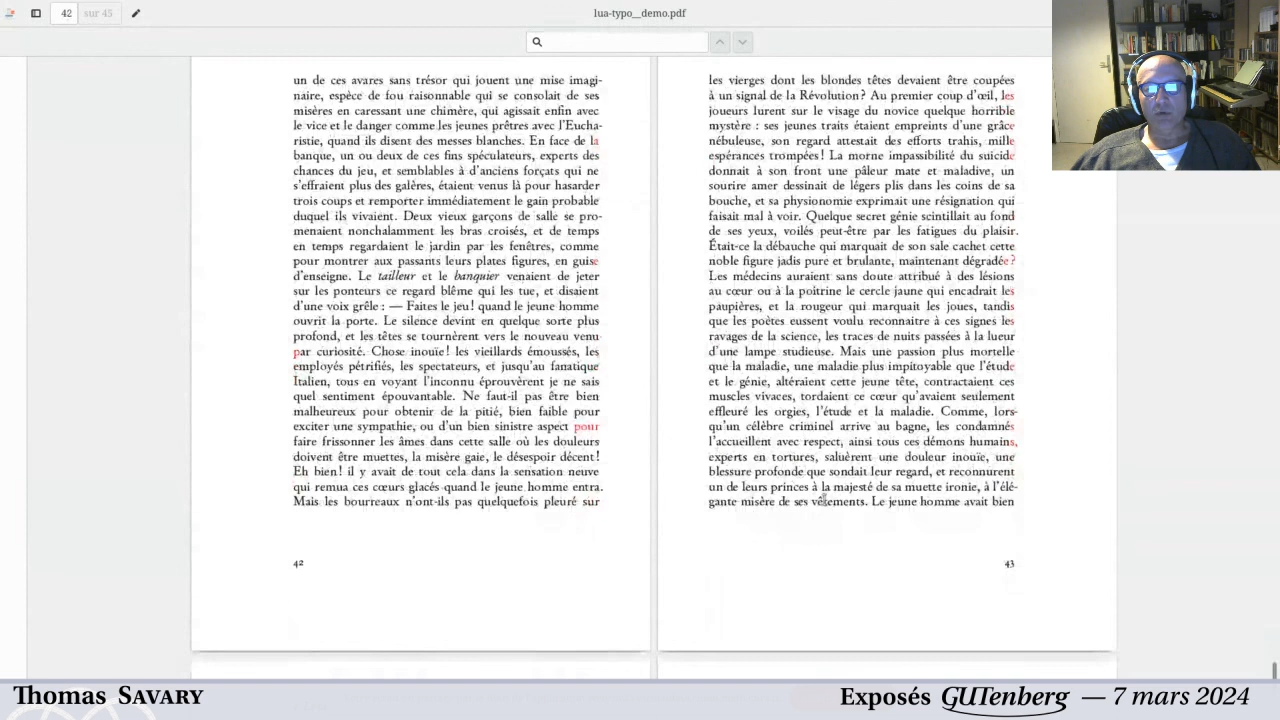 42 sur 45
lua-typo__demo.pdf
un de ces avares sans trésor qui jouent une mise imagi-
naire, espèce de fou raisonnable qui se consolait de ses
misères en caressant une chimère, qui agissait enfin avec
le vice et le danger comme les jeunes prêtres avec l'Eucha-
ristie, quand ils disent des messes blanches. En face de la
banque, un ou deux de ces fins spéculateurs, experts des
chances du jeu, et semblables à d'anciens forçats qui ne
s'effraient plus des galères, étaient venus là pour hasarder
trois coups et remporter immédiatement le gain probable
duquel ils vivaient. Deux vieux garçons de salle se pro-
menaient nonchalamment les bras croisés, et de temps
en temps regardaient le jardin par les fenêtres, comme
pour montrer aux passants leurs plates figures, en guise
d'enseigne. Le tailleur et le banquier venaient de jeter
sur les ponteurs ce regard blême qui les tue, et disaient
d'une voix grêle : — Faites le jeu ! quand le jeune homme
ouvrit la porte. Le silence devint en quelque sorte plus
profond, et les têtes se tournèrent vers le nouveau venu
par curiosité. Chose inouïe ! les vieillards émoussés, les
employés pétrifiés, les spectateurs, et jusqu'au fanatique
Italien, tous en voyant l'inconnu éprouvèrent je ne sais
quel sentiment épouvantable. Ne faut-il pas être bien
malheureux pour obtenir de la pitié, bien faible pour
exciter une sympathie, ou d'un bien sinistre aspect pour
faire frissonner les âmes dans cette salle où les douleurs
doivent être muettes, la misère gaie, le désespoir décent !
Eh bien ! il y avait de tout cela dans la sensation neuve
qui remua ces cœurs glacés quand le jeune homme entra.
Mais les bourreaux n'ont-ils pas quelquefois pleuré sur
42
les vierges dont les blondes têtes devaient être coupées
à un signal de la Révolution ? Au premier coup d'œil, les
joueurs lurent sur le visage du novice quelque horrible
mystère : ses jeunes traits étaient empreints d'une grâce
nébuleuse, son regard attestait des efforts trahis, mille
espérances trompées ! La morne impassibilité du suicide
donnait à son front une pâleur mate et maladive, un
sourire amer dessinait de légers plis dans les coins de sa
bouche, et sa physionomie exprimait une résignation qui
faisait mal à voir. Quelque secret génie scintillait au fond
de ses yeux, voilés peut-être par les fatigues du plaisir.
Était-ce la débauche qui marquait de son sale cachet cette
noble figure jadis pure et brulante, maintenant dégradée ?
Les médecins auraient sans doute attribué à des lésions
au cœur ou à la poitrine le cercle jaune qui encadrait les
paupières, et la rougeur qui marquait les joues, tandis
que les poètes eussent voulu reconnaitre à ces signes les
ravages de la science, les traces de nuits passées à la lueur
d'une lampe studieuse. Mais une passion plus mortelle
que la maladie, une maladie plus impitoyable que l'étude
et le génie, altéraient cette jeune tête, contractaient ces
muscles vivaces, tordaient ce cœur qu'avaient seulement
effleuré les orgies, l'étude et la maladie. Comme, lors-
qu'un célèbre criminel arrive au bagne, les condamnés
l'accueillent avec respect, ainsi tous ces démons humains,
experts en tortures, saluèrent une douleur inouïe, une
blessure profonde que sondait leur regard, et reconnurent
un de leurs princes à la majesté de sa muette ironie, à l'élé-
gante misère de ses vêtements. Le jeune homme avait bien
43
Thomas SAVARY
Exposés GUTenberg — 7 mars 2024